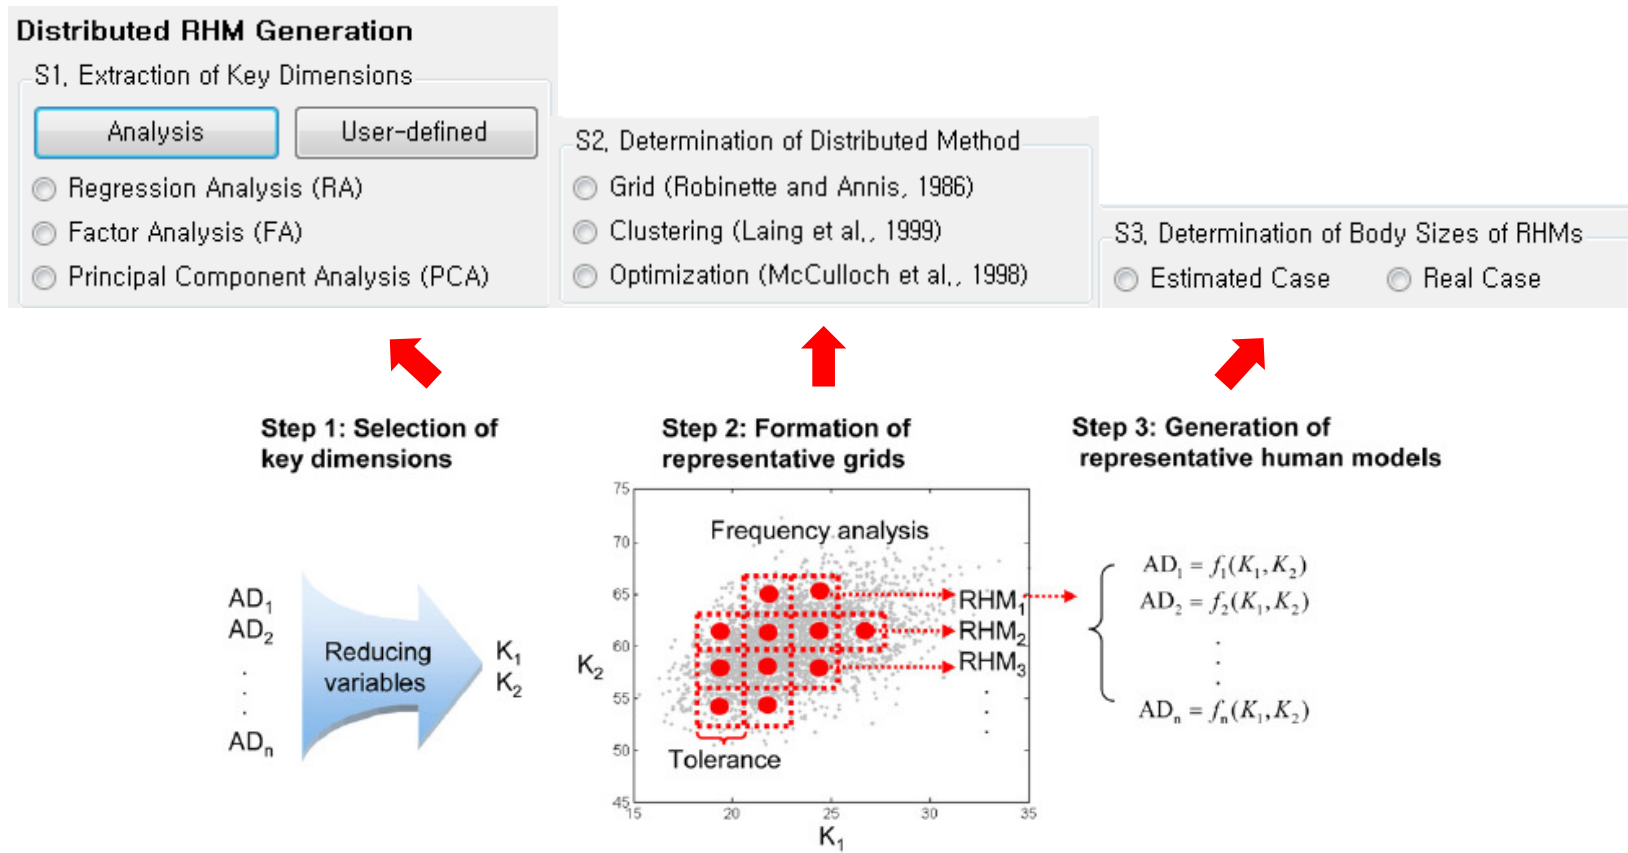 Distributed RHM Generation
S1, Extraction of Key Dimensions
Analysis
User-defined
Regression Analysis (RA)
Factor Analysis (FA)
Principal Component Analysis (PCA)
S2, Determination of Distributed Method
Grid (Robinette and Annis, 1986)
Clustering (Laing et al., 1999)
Optimization (McCulloch et al., 1998)
S3, Determination of Body Sizes of RHMs
Estimated Case
Real Case
Step 1: Selection of
key dimensions
AD1
AD2
.
.
.
ADn
Reducing
variables
K1
K2
Step 2: Formation of
representative grids
75
70
65
60
55
50
45
K2
Frequency analysis
Tolerance
15
20
25
30
35
K1
RHM1
RHM2
RHM3
.
.
.
Step 3: Generation of
representative human models
AD1 = f1(K1, K2)
AD2 = f2(K1, K2)
.
.
.
ADn = fn(K1, K2)